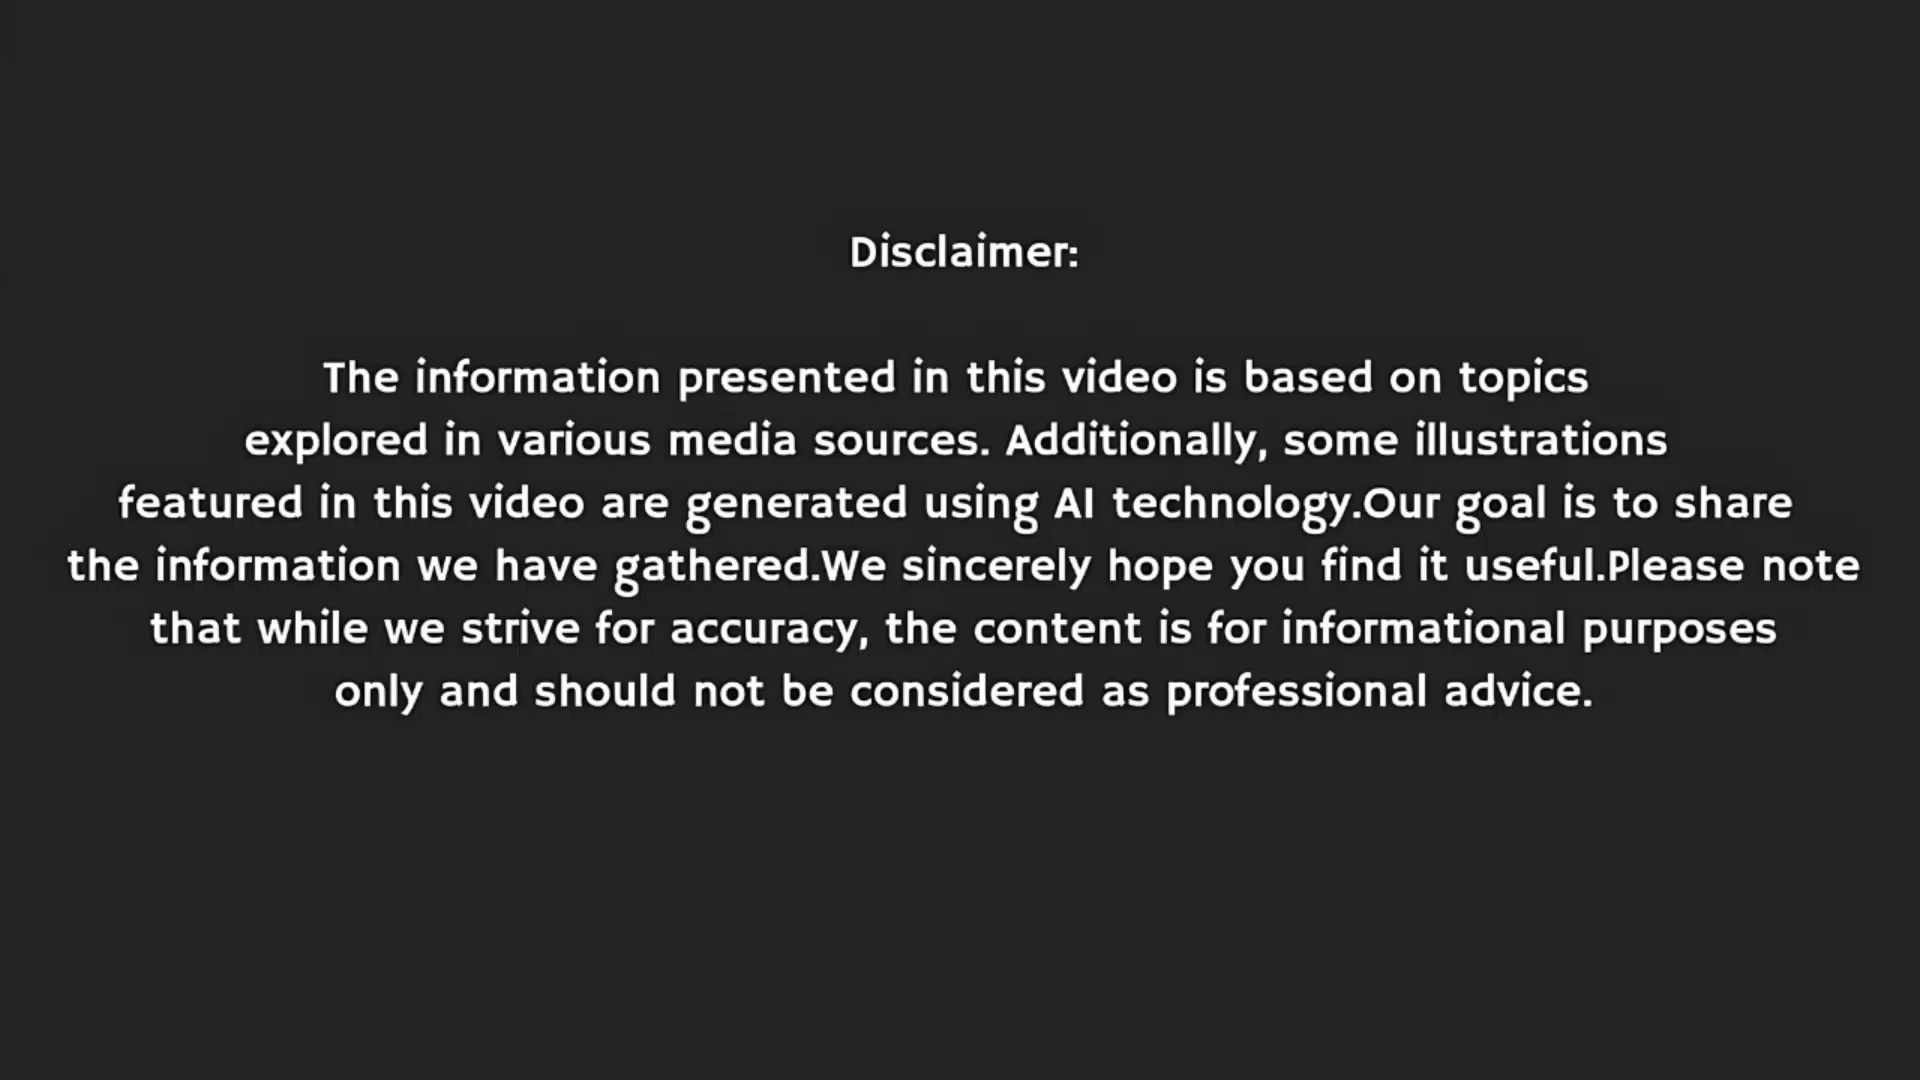 Disclaimer:
The information presented in this video is based on topics
explored in various media sources. Additionally, some illustrations
featured in this video are generated using AI technology.Our goal is to share
the information we have gathered.We sincerely hope you find it useful.Please note
that while we strive for accuracy, the content is for informational purposes
only and should not be considered as professional advice.